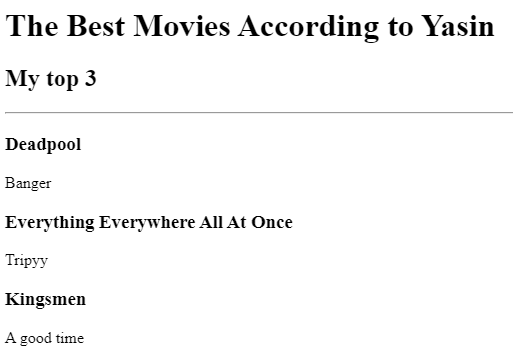 The Best Movies According to Yasin
My top 3
Deadpool
Banger
Everything Everywhere All At Once
Tripyy
Kingsmen
A good time